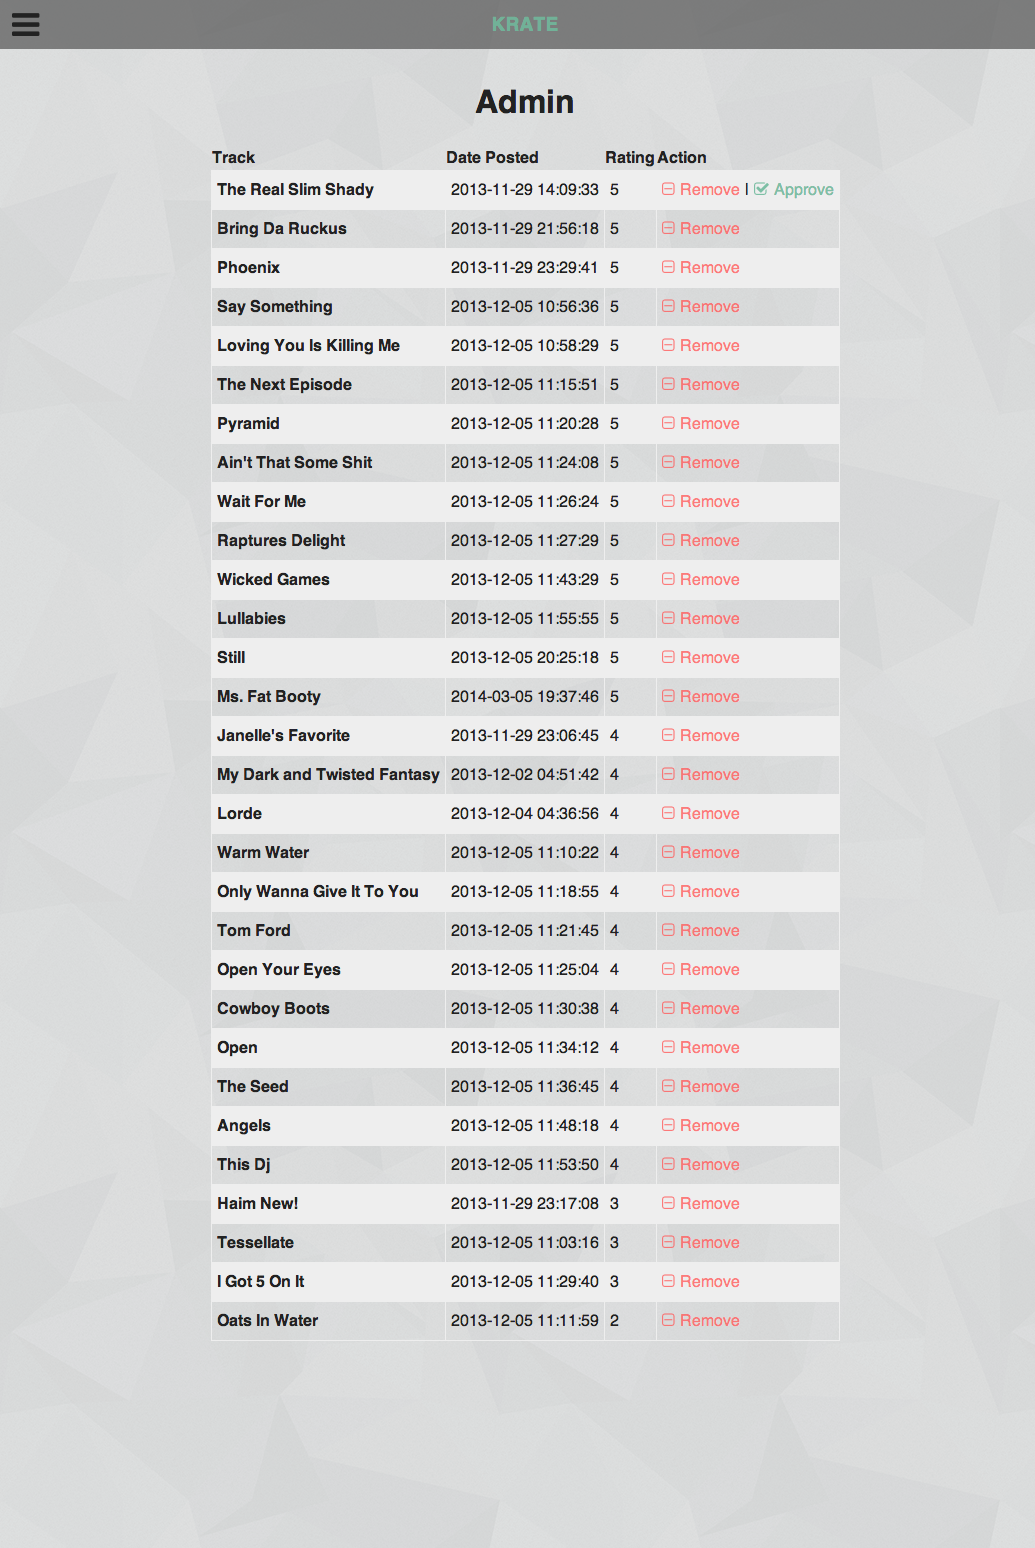 KRATE
Admin
Track Date Posted Rating Action
The Real Slim Shady 2013-11-29 14:09:33 5 Remove | Approve
Bring Da Ruckus 2013-11-29 21:56:18 5 Remove
Phoenix 2013-11-29 23:29:41 5 Remove
Say Something 2013-12-05 10:56:36 5 Remove
Loving You Is Killing Me 2013-12-05 10:58:29 5 Remove
The Next Episode 2013-12-05 11:15:51 5 Remove
Pyramid 2013-12-05 11:20:28 5 Remove
Ain't That Some Shit 2013-12-05 11:24:08 5 Remove
Wait For Me 2013-12-05 11:26:24 5 Remove
Raptures Delight 2013-12-05 11:27:29 5 Remove
Wicked Games 2013-12-05 11:43:29 5 Remove
Lullabies 2013-12-05 11:55:55 5 Remove
Still 2013-12-05 20:25:18 5 Remove
Ms. Fat Booty 2014-03-05 19:37:46 5 Remove
Janelle's Favorite 2013-11-29 23:06:45 4 Remove
My Dark and Twisted Fantasy 2013-12-02 04:51:42 4 Remove
Lorde 2013-12-04 04:36:56 4 Remove
Warm Water 2013-12-05 11:10:22 4 Remove
Only Wanna Give It To You 2013-12-05 11:18:55 4 Remove
Tom Ford 2013-12-05 11:21:45 4 Remove
Open Your Eyes 2013-12-05 11:25:04 4 Remove
Cowboy Boots 2013-12-05 11:30:38 4 Remove
Open 2013-12-05 11:34:12 4 Remove
The Seed 2013-12-05 11:36:45 4 Remove
Angels 2013-12-05 11:48:18 4 Remove
This Dj 2013-12-05 11:53:50 4 Remove
Haim New! 2013-11-29 23:17:08 3 Remove
Tessellate 2013-12-05 11:03:16 3 Remove
I Got 5 On It 2013-12-05 11:29:40 3 Remove
Oats In Water 2013-12-05 11:11:59 2 Remove